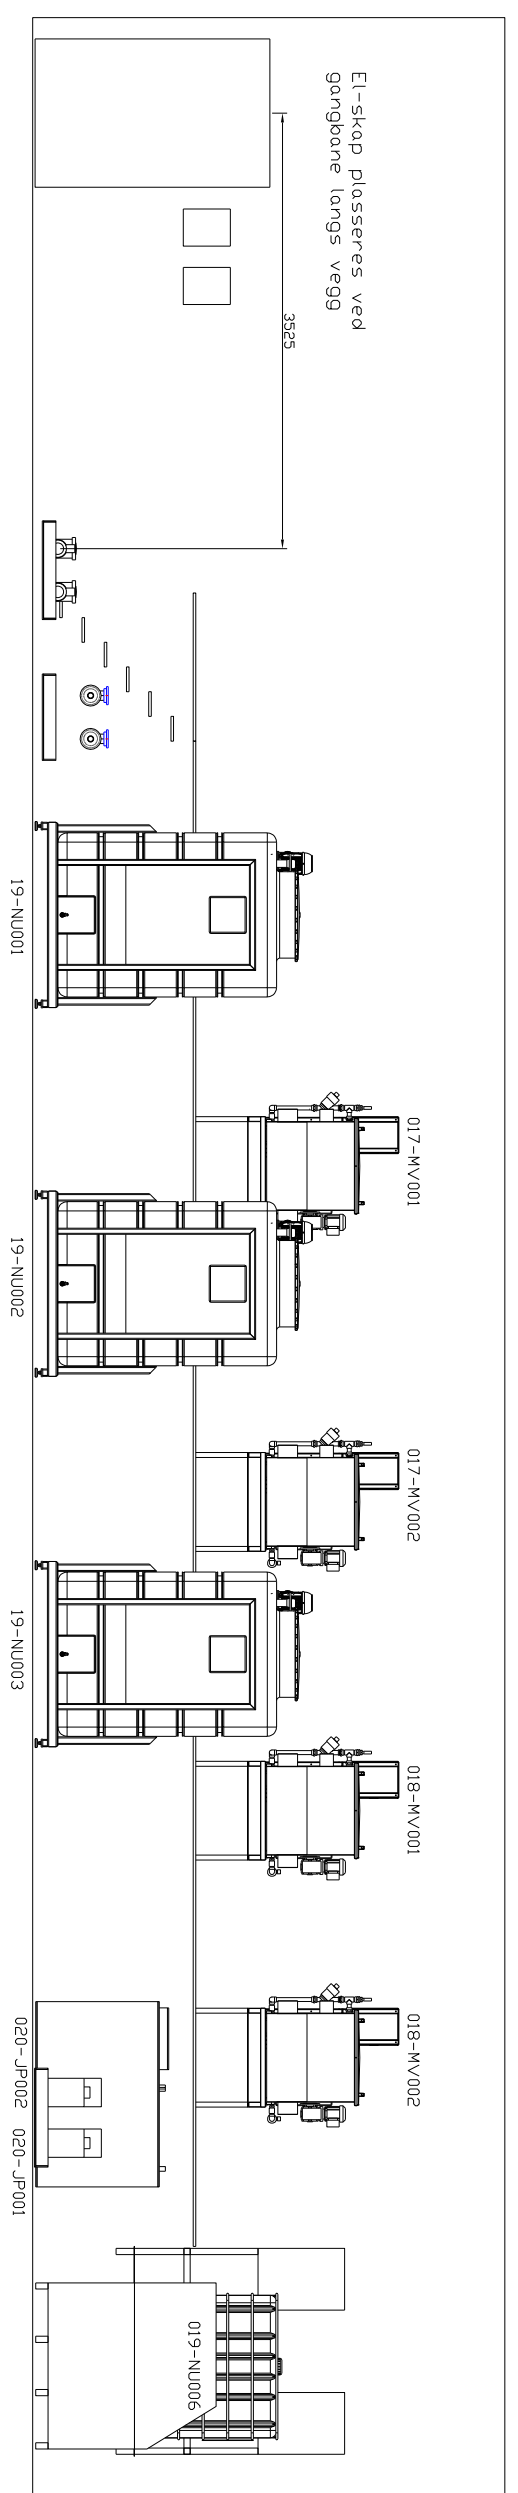 El-skap plasseres ved
gangbane langs vegg
3525
19-NU001
017-MV001
19-NU002
017-MV002
19-NU003
018-MV001
018-MV002
020-JP002
020-JP001
019-NU006